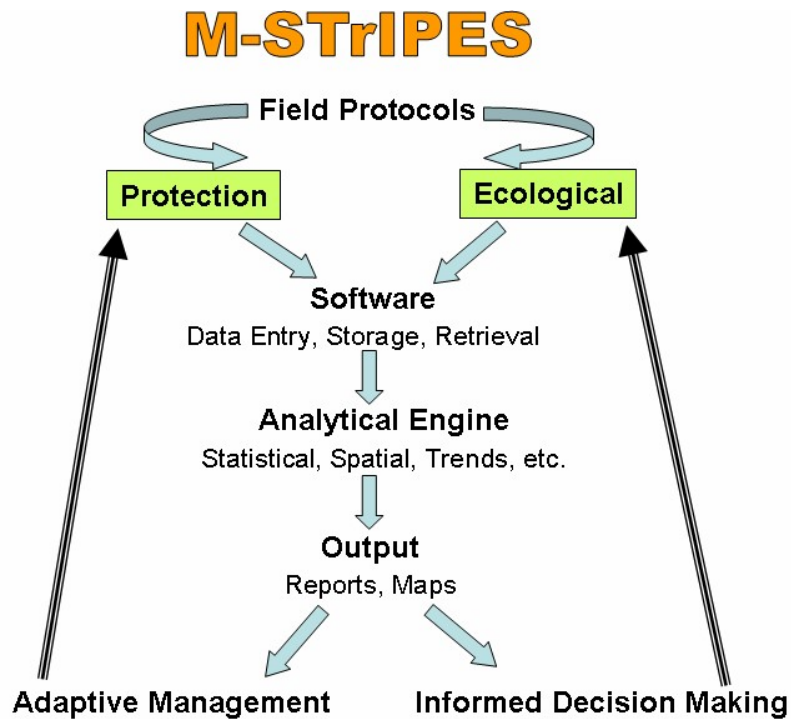 M-STrIPES
Field Protocols
Protection
Ecological
Software
Data Entry, Storage, Retrieval
Analytical Engine
Statistical, Spatial, Trends, etc.
Output
Reports, Maps
Adaptive Management
Informed Decision Making